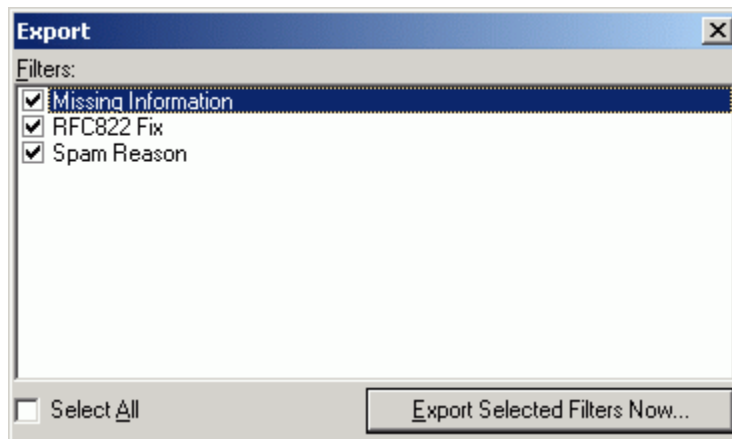 Export
Filters:
Missing Information
RFC822 Fix
Spam Reason
Select All
Export Selected Filters Now...